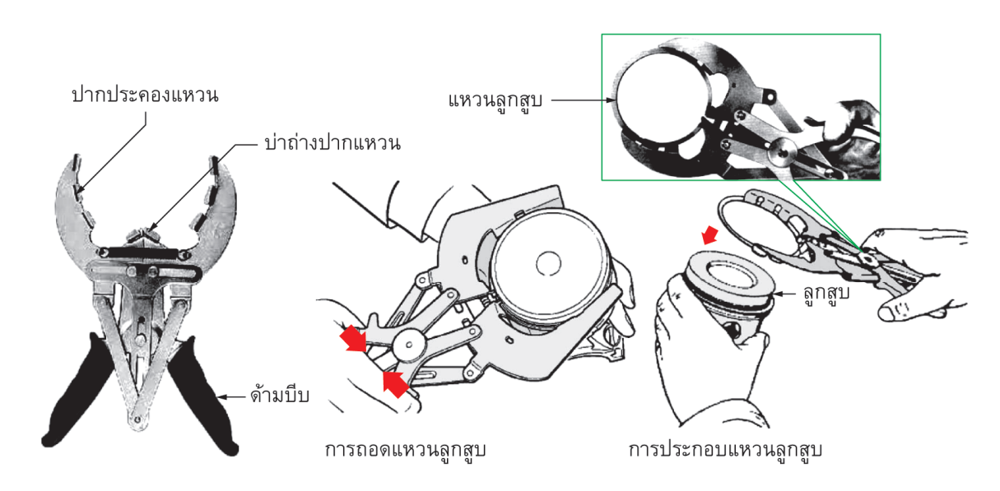 ปากประคองแหวน
บ่าถ่างปากแหวน
ด้ามบีบ
แหวนลูกสูบ
ลูกสูบ
การถอดแหวนลูกสูบ
การประกอบแหวนลูกสูบ